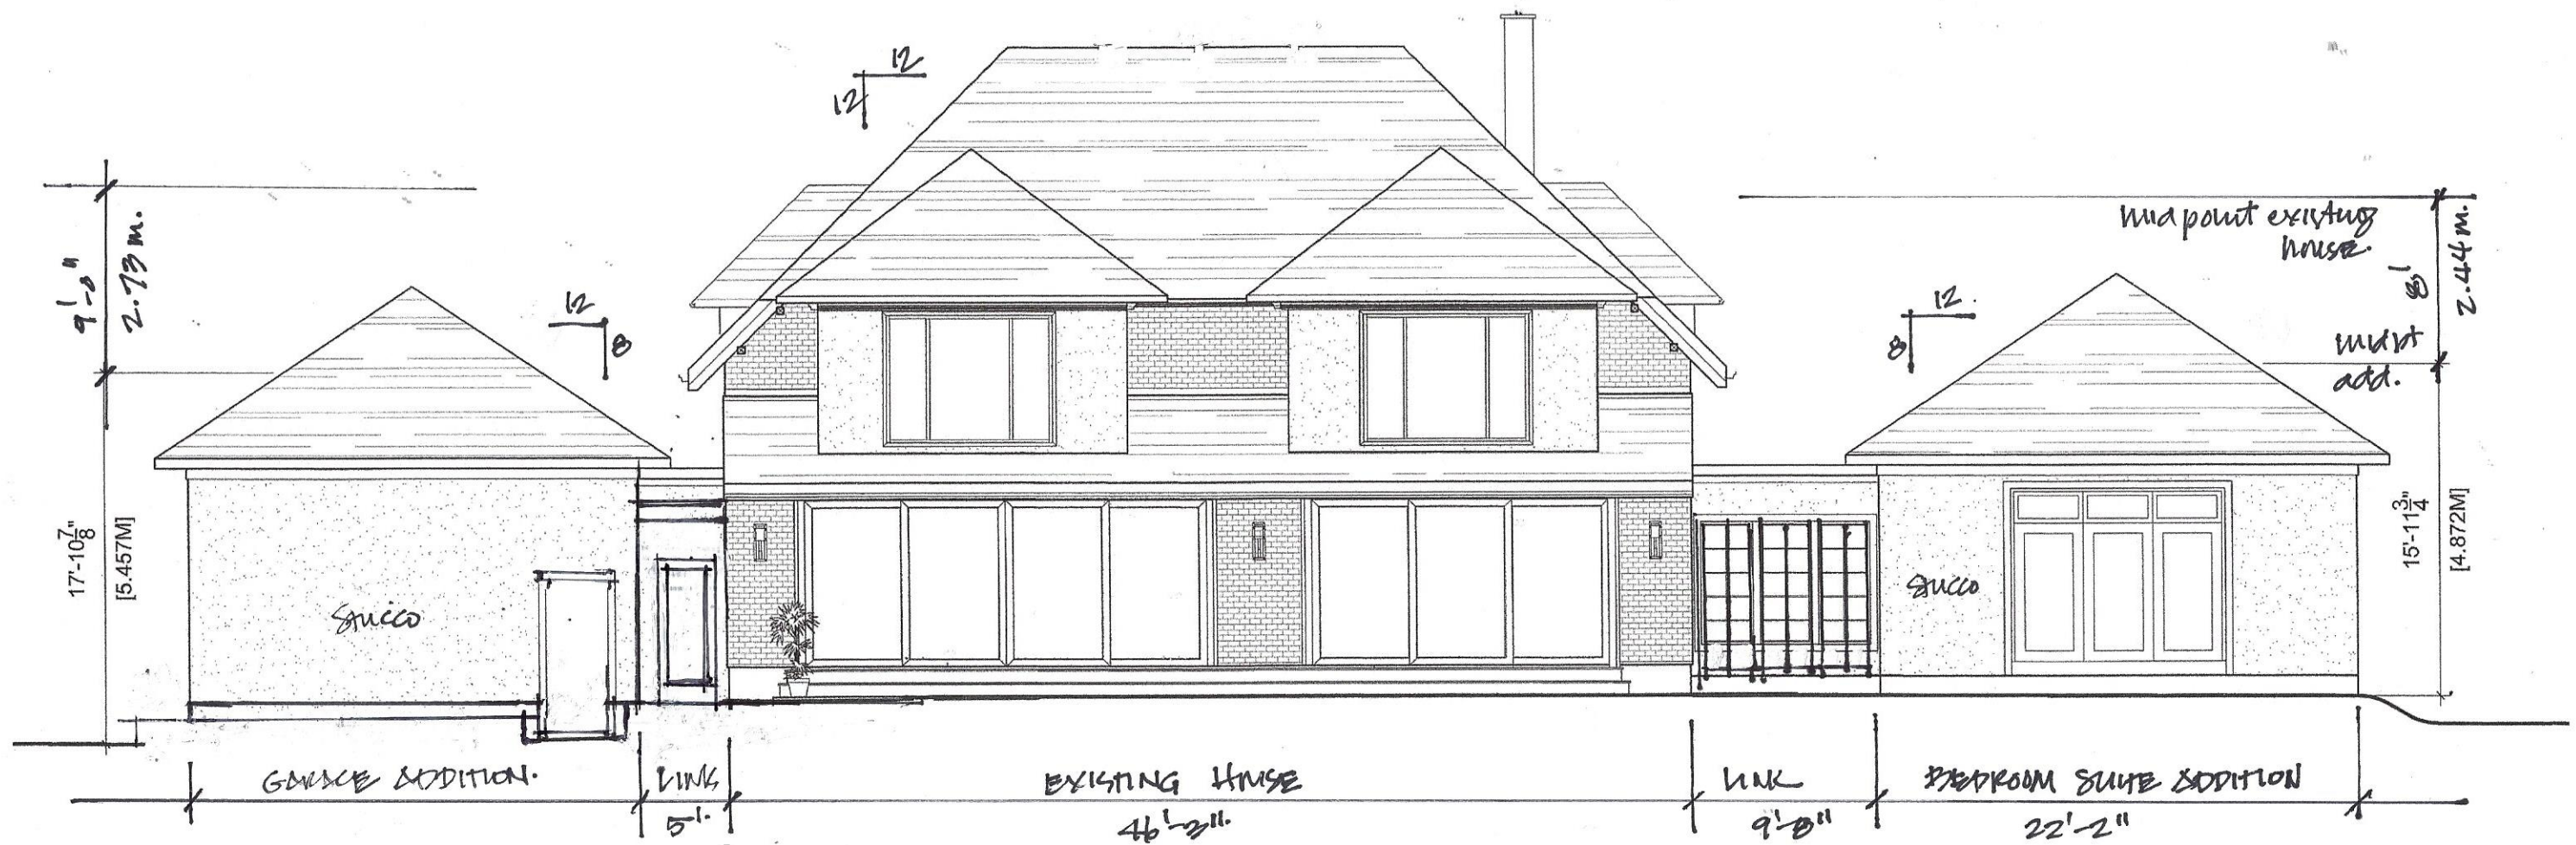 12
12
9'-0"
2.73 m.
12
8
17'-10 7/8"
[5.457M]
Stucco
midpoint existing
house.
8'
2.44 m.
12.
8
midpt
add.
15'-11 3/4"
[4.872M]
Stucco
GARAGE ADDITION.
LINK
5'.
EXISTING HOUSE
46'-3".
LINK
9'-8"
BEDROOM SUITE ADDITION
22'-2"